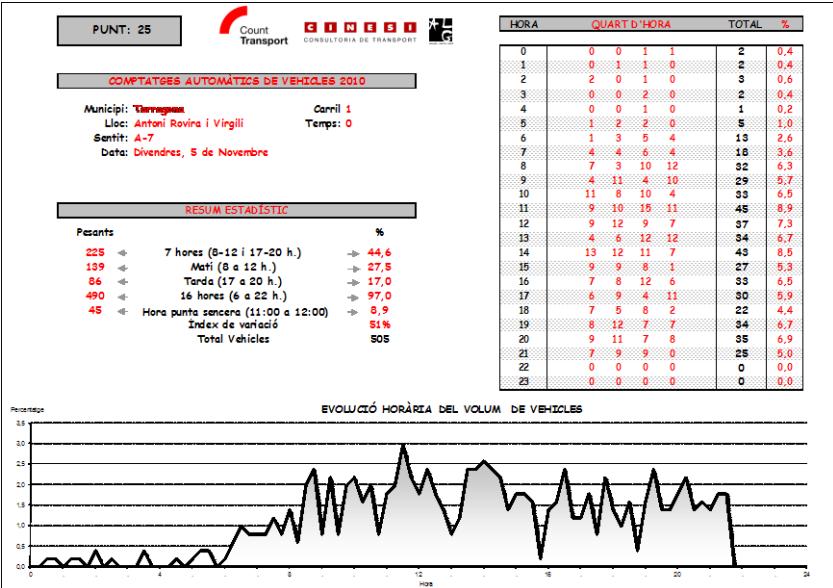 PUNT: 25
Count
Transport
CINESI
CONSULTORIA DE TRANSPORT
COMPTATGES AUTOMÀTICS DE VEHICLES 2010
Municipi: Tarragona Carril 1
Lloc: Antoni Rovira i Virgili Temps: 0
Sentit: A-7
Data: Divendres, 5 de Novembre
RESUM ESTADÍSTIC
Pesants %
225 7 hores (8-12 i 17-20 h.) 44,6
139 Matí (8 a 12 h.) 27,5
86 Tarda (17 a 20 h.) 17,0
490 16 hores (6 a 22 h.) 97,0
45 Hora punta sencera (11:00 a 12:00) 8,9
Índex de variació 51%
Total Vehicles 505
HORA QUART D'HORA TOTAL %
0 0 0 1 1 2 0,4
1 0 1 1 0 2 0,4
2 2 0 1 0 3 0,6
3 0 0 2 0 2 0,4
4 0 0 1 0 1 0,2
5 1 2 2 0 5 1,0
6 1 3 5 4 13 2,6
7 4 4 6 4 18 3,6
8 7 3 10 12 32 6,3
9 4 11 4 10 29 5,7
10 11 8 10 4 33 6,5
11 9 10 15 11 45 8,9
12 9 12 9 7 37 7,3
13 4 6 12 12 34 6,7
14 13 12 11 7 43 8,5
15 9 9 8 1 27 5,3
16 7 8 12 6 33 6,5
17 6 9 4 11 30 5,9
18 7 5 8 2 22 4,4
19 8 12 7 7 34 6,7
20 9 11 7 8 35 6,9
21 7 9 9 0 25 5,0
22 0 0 0 0 0 0,0
23 0 0 0 0 0 0,0
EVOLUCIÓ HORÀRIA DEL VOLUM DE VEHICLES
Percentatge
3,5
3,0
2,5
2,0
1,5
1,0
0,5
0,0
0 4 8 12 16 20 24
Hora